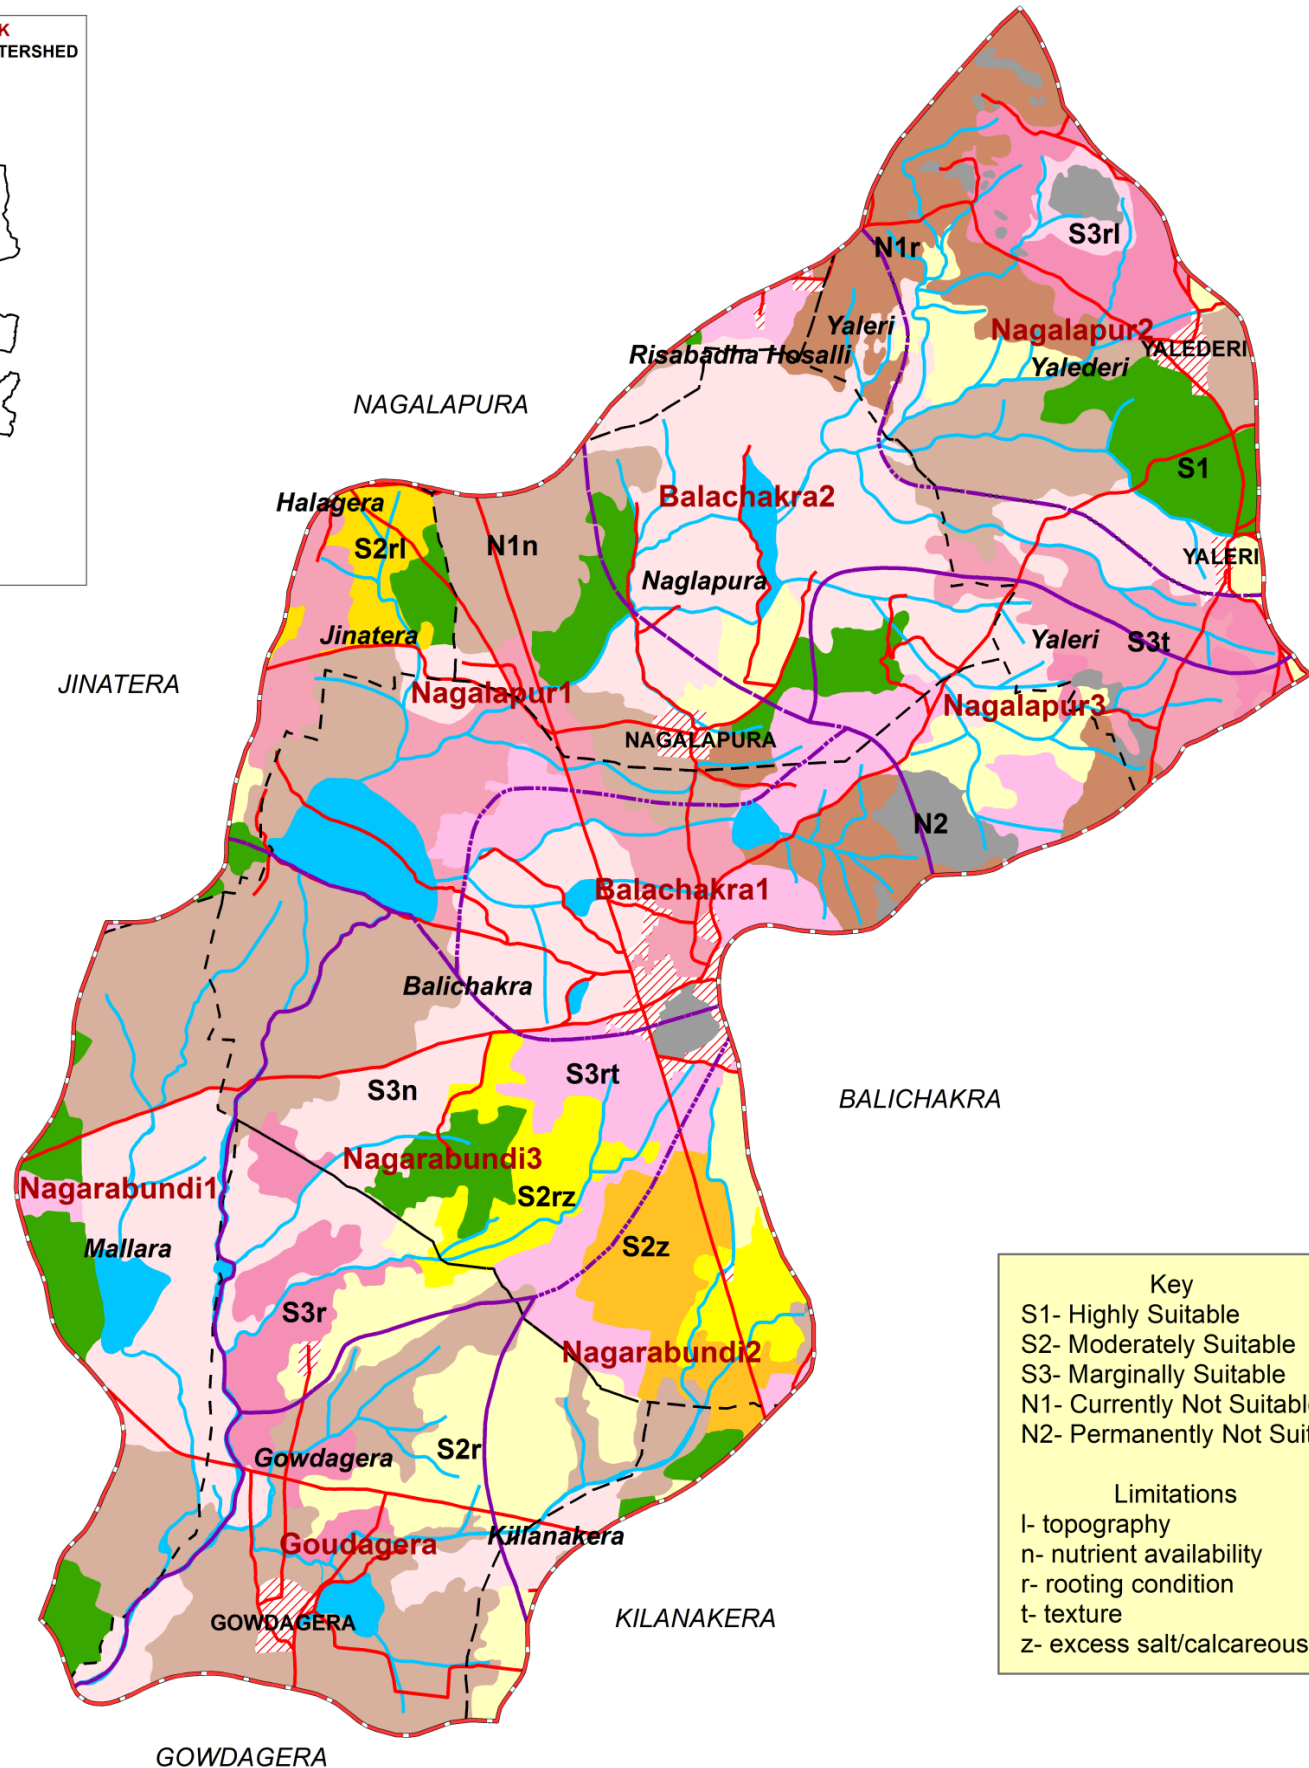 K
TERSHED
N1r
S3rl
Yaleri
Nagalapur2
Risabadha Hosalli
YALEDERI
Yalederi
NAGALAPURA
S1
Halagera
Balachakra2
S2rl
N1n
YALERI
Naglapura
Jinatera
Yaleri
S3t
JINATERA
Nagalapur1
Nagalapur3
NAGALAPURA
N2
Balachakra1
Balichakra
S3rt
S3n
BALICHAKRA
Nagarabundi3
Nagarabundi1
S2rz
Mallara
S2z
S3r
Nagarabundi2
S2r
Gowdagera
Goudagera
Killanakera
GOWDAGERA
KILANAKERA
GOWDAGERA
Key
S1- Highly Suitable
S2- Moderately Suitable
S3- Marginally Suitable
N1- Currently Not Suitabl
N2- Permanently Not Suit
Limitations
l- topography
n- nutrient availability
r- rooting condition
t- texture
z- excess salt/calcareous